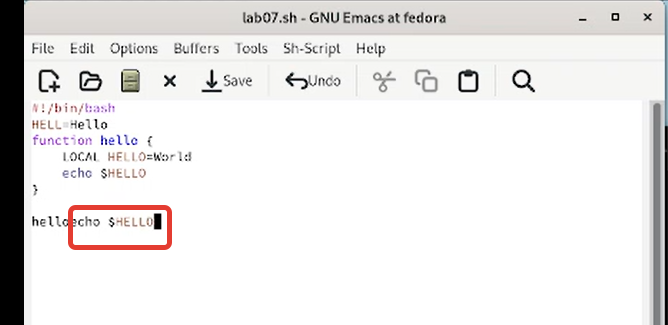 lab07.sh - GNU Emacs at fedora
File Edit Options Buffers Tools Sh-Script Help
Save Undo
#!/bin/bash
HELL=Hello
function hello {
LOCAL HELLO=World
echo $HELLO
}
helloecho $HELLO